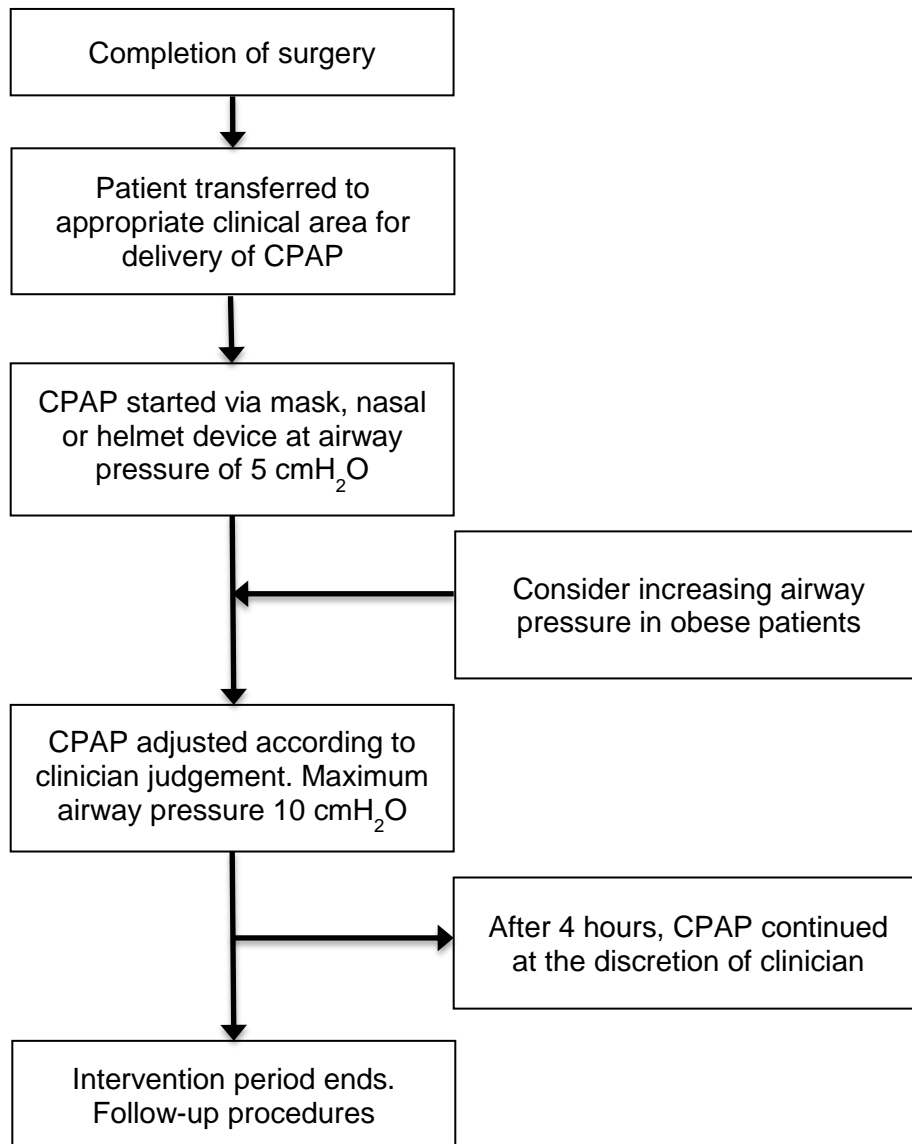 Completion of surgery
Patient transferred to
appropriate clinical area for
delivery of CPAP
CPAP started via mask, nasal
or helmet device at airway
pressure of 5 cmH₂O
Consider increasing airway
pressure in obese patients
CPAP adjusted according to
clinician judgement. Maximum
airway pressure 10 cmH₂O
After 4 hours, CPAP continued
at the discretion of clinician
Intervention period ends.
Follow-up procedures